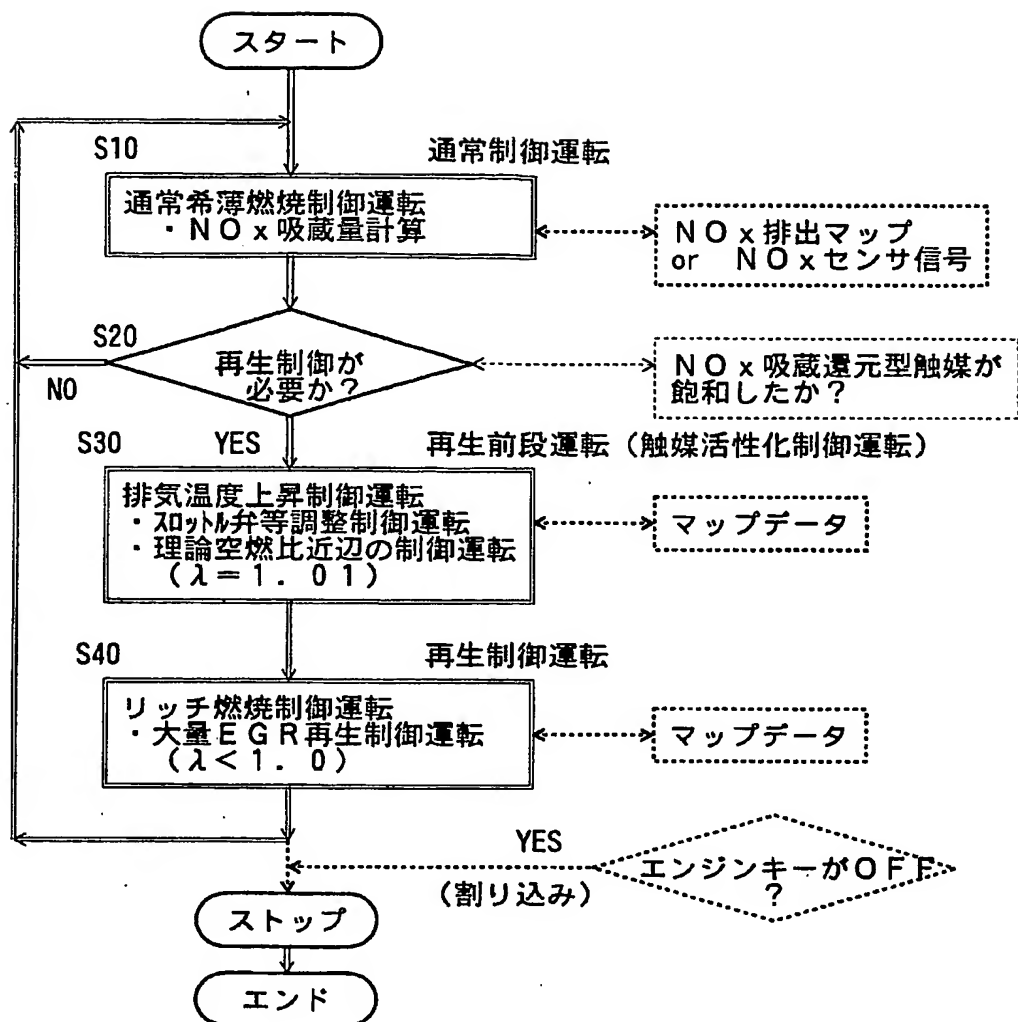 スタート
S10
通常制御運転
通常希薄燃焼制御運転
・NOx吸蔵量計算
NOx排出マップ
or NOxセンサ信号
S20
再生制御が
必要か?
NOx吸蔵還元型触媒が
飽和したか?
NO
S30
YES
再生前段運転(触媒活性化制御運転)
排気温度上昇制御運転
・スロットル弁等調整制御運転
・理論空燃比近辺の制御運転
(λ=1.01)
マップデータ
S40
再生制御運転
リッチ燃焼制御運転
・大量EGR再生制御運転
(λ<1.0)
マップデータ
YES
エンジンキーがOFF
?
(割り込み)
ストップ
エンド